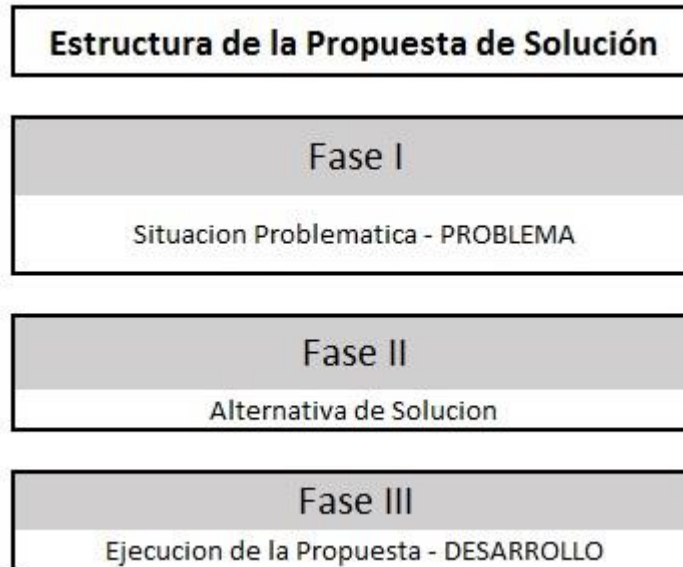 Estructura de la Propuesta de Solución
Fase I
Situacion Problematica - PROBLEMA
Fase II
Alternativa de Solucion
Fase III
Ejecucion de la Propuesta - DESARROLLO